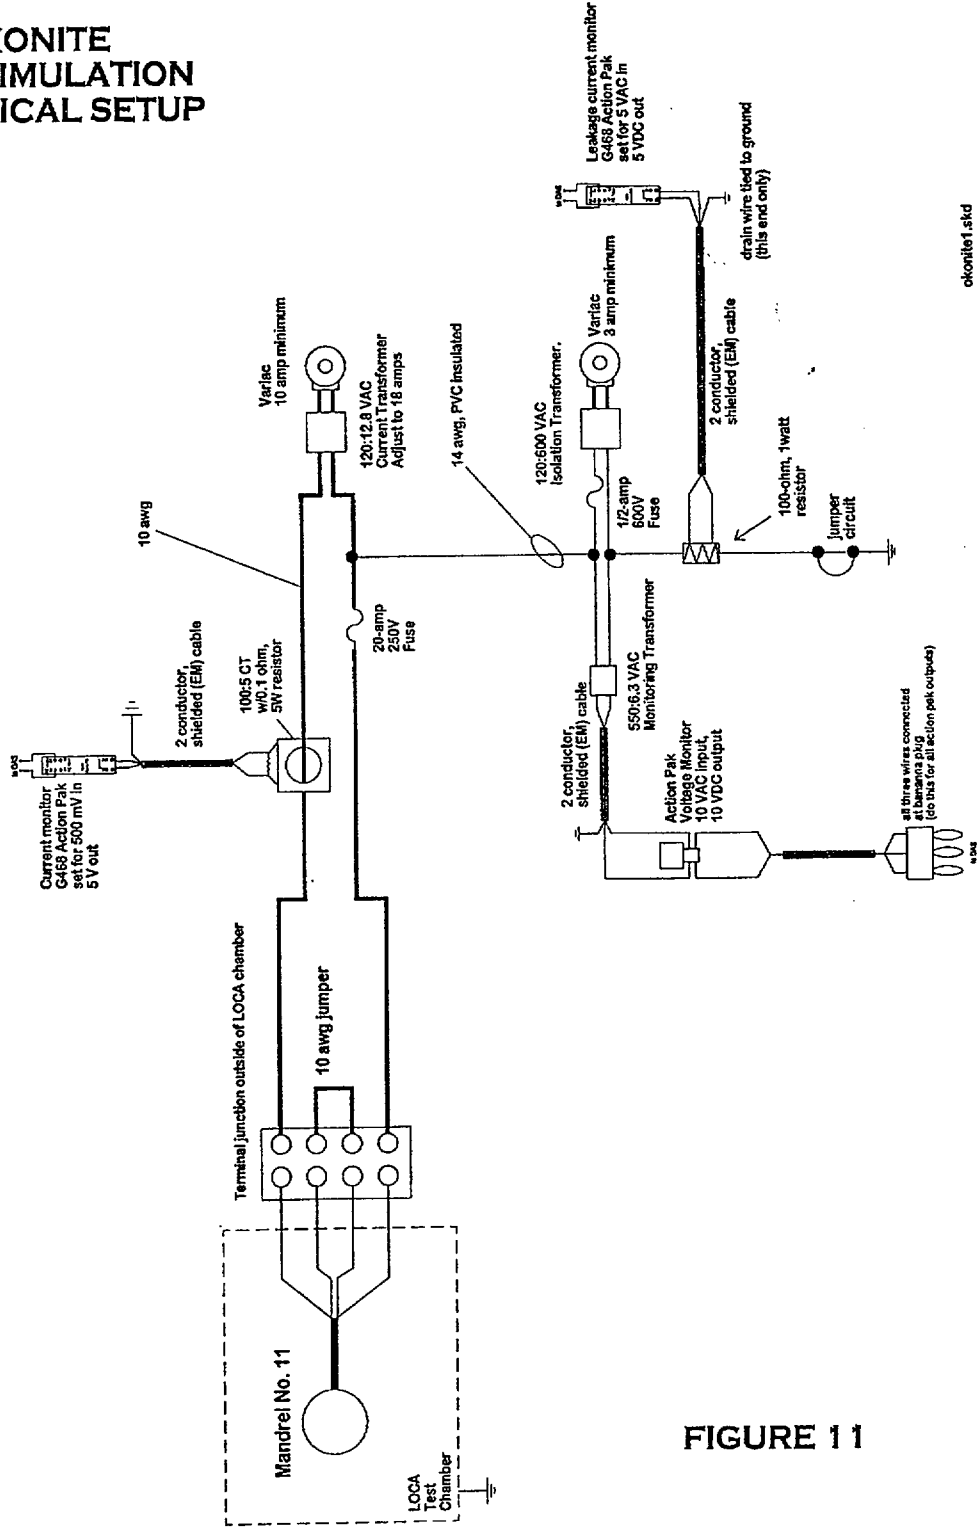 ONITE
IMULATION
ICAL SETUP
Leakage current monitor
G468 Action Pak
set for 5 VAC in
5 VDC out
to DAS
drain wire tied to ground
(this end only)
okonite1.skd
Variac
10 amp minimum
120:12.8 VAC
Current Transformer
Adjust to 18 amps
14 awg, PVC insulated
Variac
3 amp minimum
120:600 VAC
Isolation Transformer.
2 conductor,
shielded (EM) cable
1/2-amp
600V
Fuse
100-ohm, 1watt
resistor
jumper
circuit
10 awg
20-amp
250V
Fuse
2 conductor,
shielded (EM) cable
100:5 CT
w/0.1 ohm,
5W resistor
to DAS
Current monitor
G468 Action Pak
set for 500 mV in
5 V out
550:6.3 VAC
Monitoring Transformer
2 conductor,
shielded (EM) cable
Action Pak
Voltage Monitor
10 VAC input,
10 VDC output
all three wires connected
at bananna plug
(do this for all action pak outputs)
to DAS
Terminal junction outside of LOCA chamber
10 awg jumper
Mandrel No. 11
LOCA
Test
Chamber
FIGURE 11